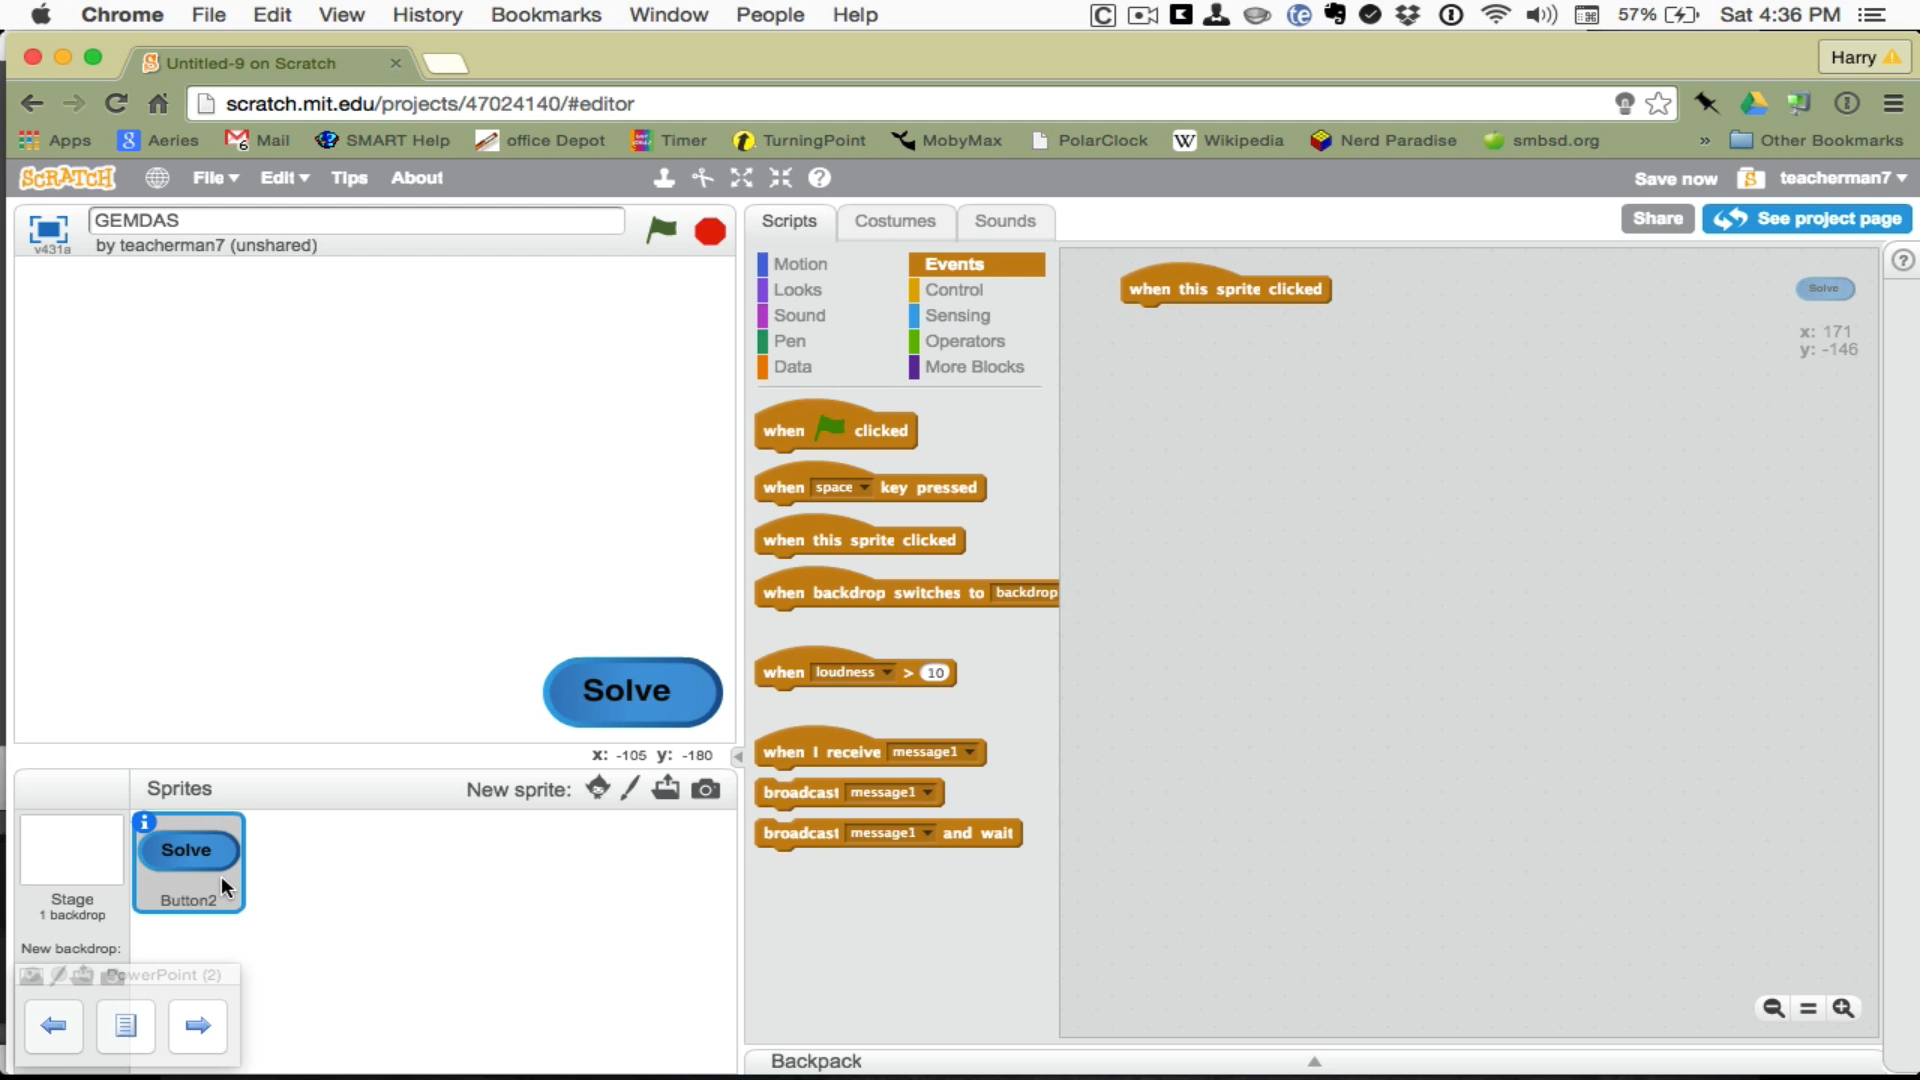 Chrome File Edit View History Bookmarks Window People Help 57% Sat 4:36 PM
Untitled-9 on Scratch Harry
scratch.mit.edu/projects/47024140/#editor
Apps Aeries Mail SMART Help office Depot Timer TurningPoint MobyMax PolarClock Wikipedia Nerd Paradise smbsd.org » Other Bookmarks
SCRATCH File Edit Tips About Save now teacherman7
GEMDAS
by teacherman7 (unshared)
v431a
Scripts Costumes Sounds Share See project page
Motion Events
Looks Control
Sound Sensing
Pen Operators
Data More Blocks
when clicked
when space key pressed
when this sprite clicked
when backdrop switches to backdrop
when loudness > 10
when I receive message1
broadcast message1
broadcast message1 and wait
when this sprite clicked
Solve
x: 171
y: -146
Solve
x: -105 y: -180
Sprites New sprite:
Solve
Button2
Stage
1 backdrop
New backdrop:
PowerPoint (2)
Backpack